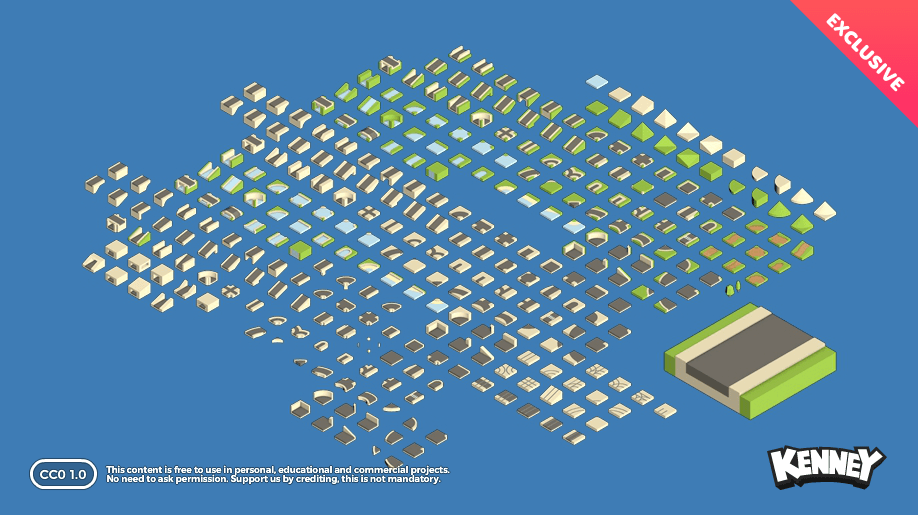 EXCLUSIVE
CC0 1.0
This content is free to use in personal, educational and commercial projects.
No need to ask permission. Support us by crediting, this is not mandatory.
KENNEY